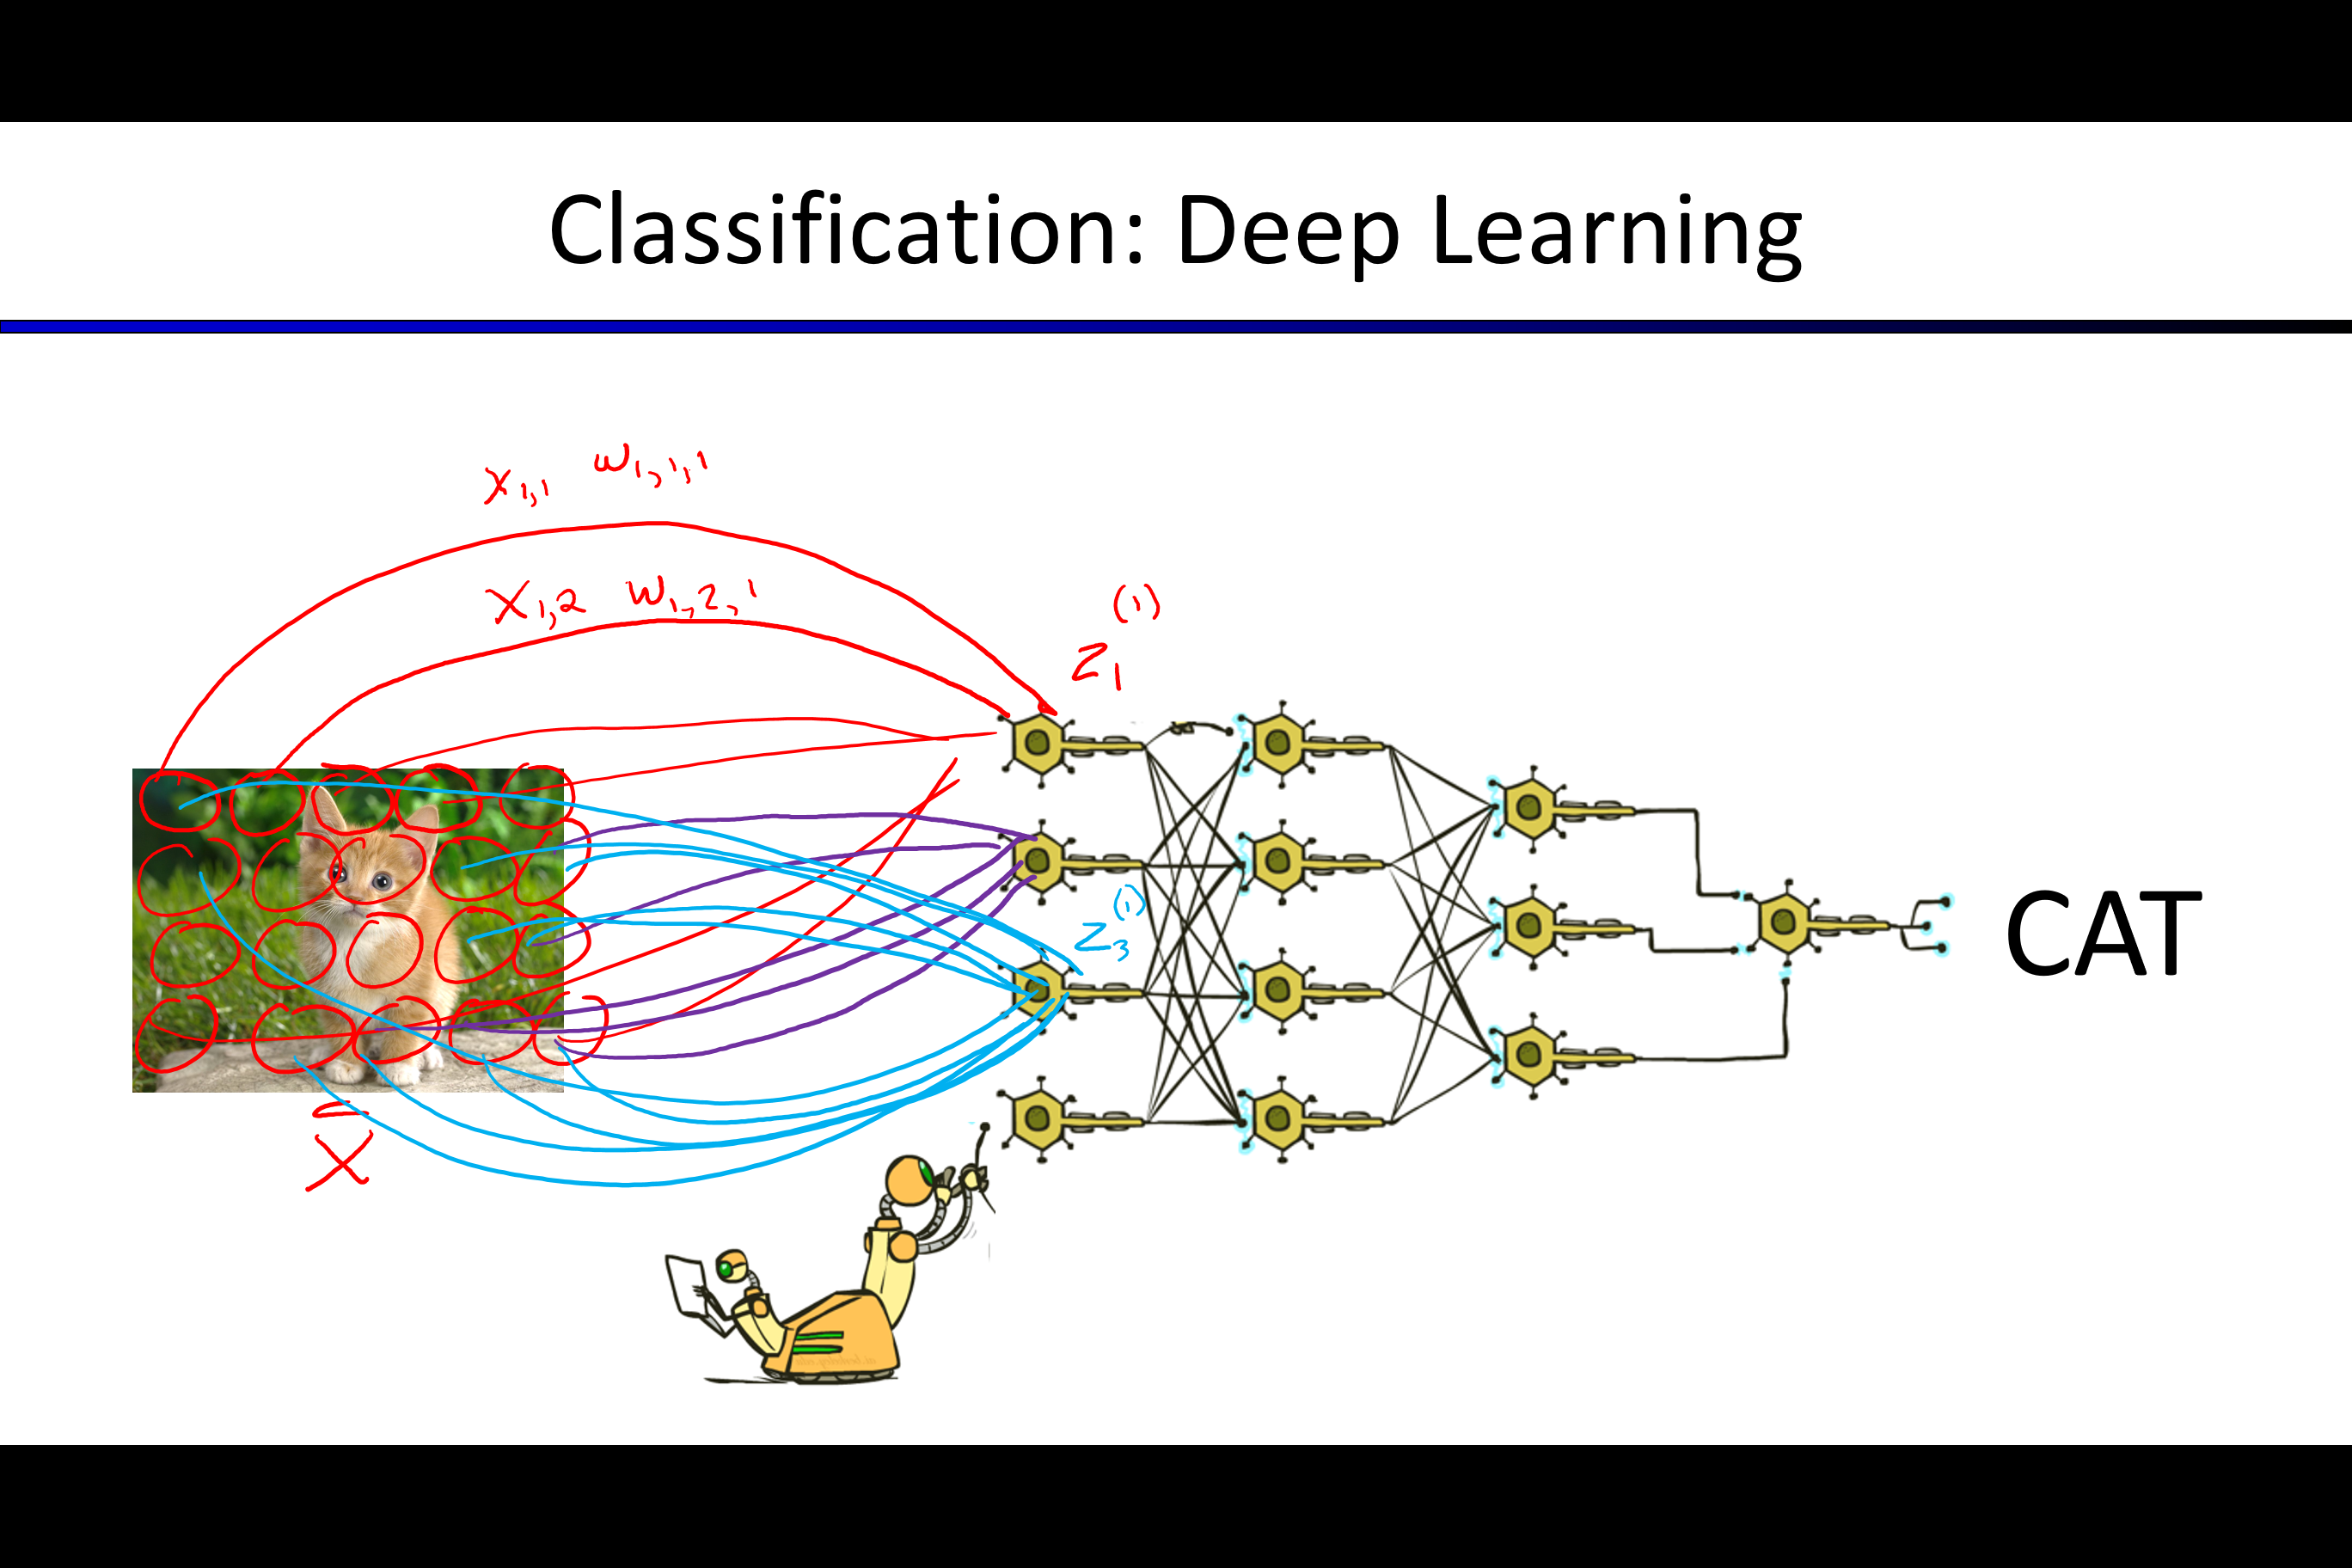 Classification: Deep Learning
x1,1 w1,1,1
x1,2 w1,2,1
z1(1)
z3(1)
CAT
x̄